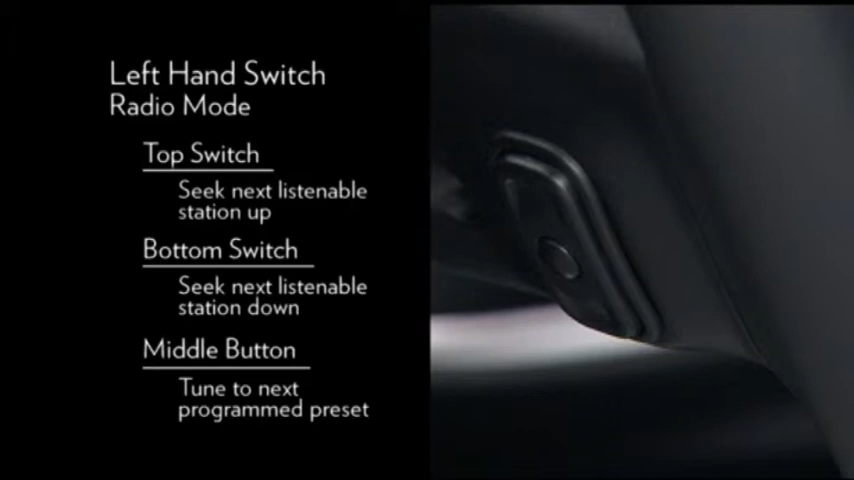 Left Hand Switch
Radio Mode
Top Switch
Seek next listenable
station up
Bottom Switch
Seek next listenable
station down
Middle Button
Tune to next
programmed preset